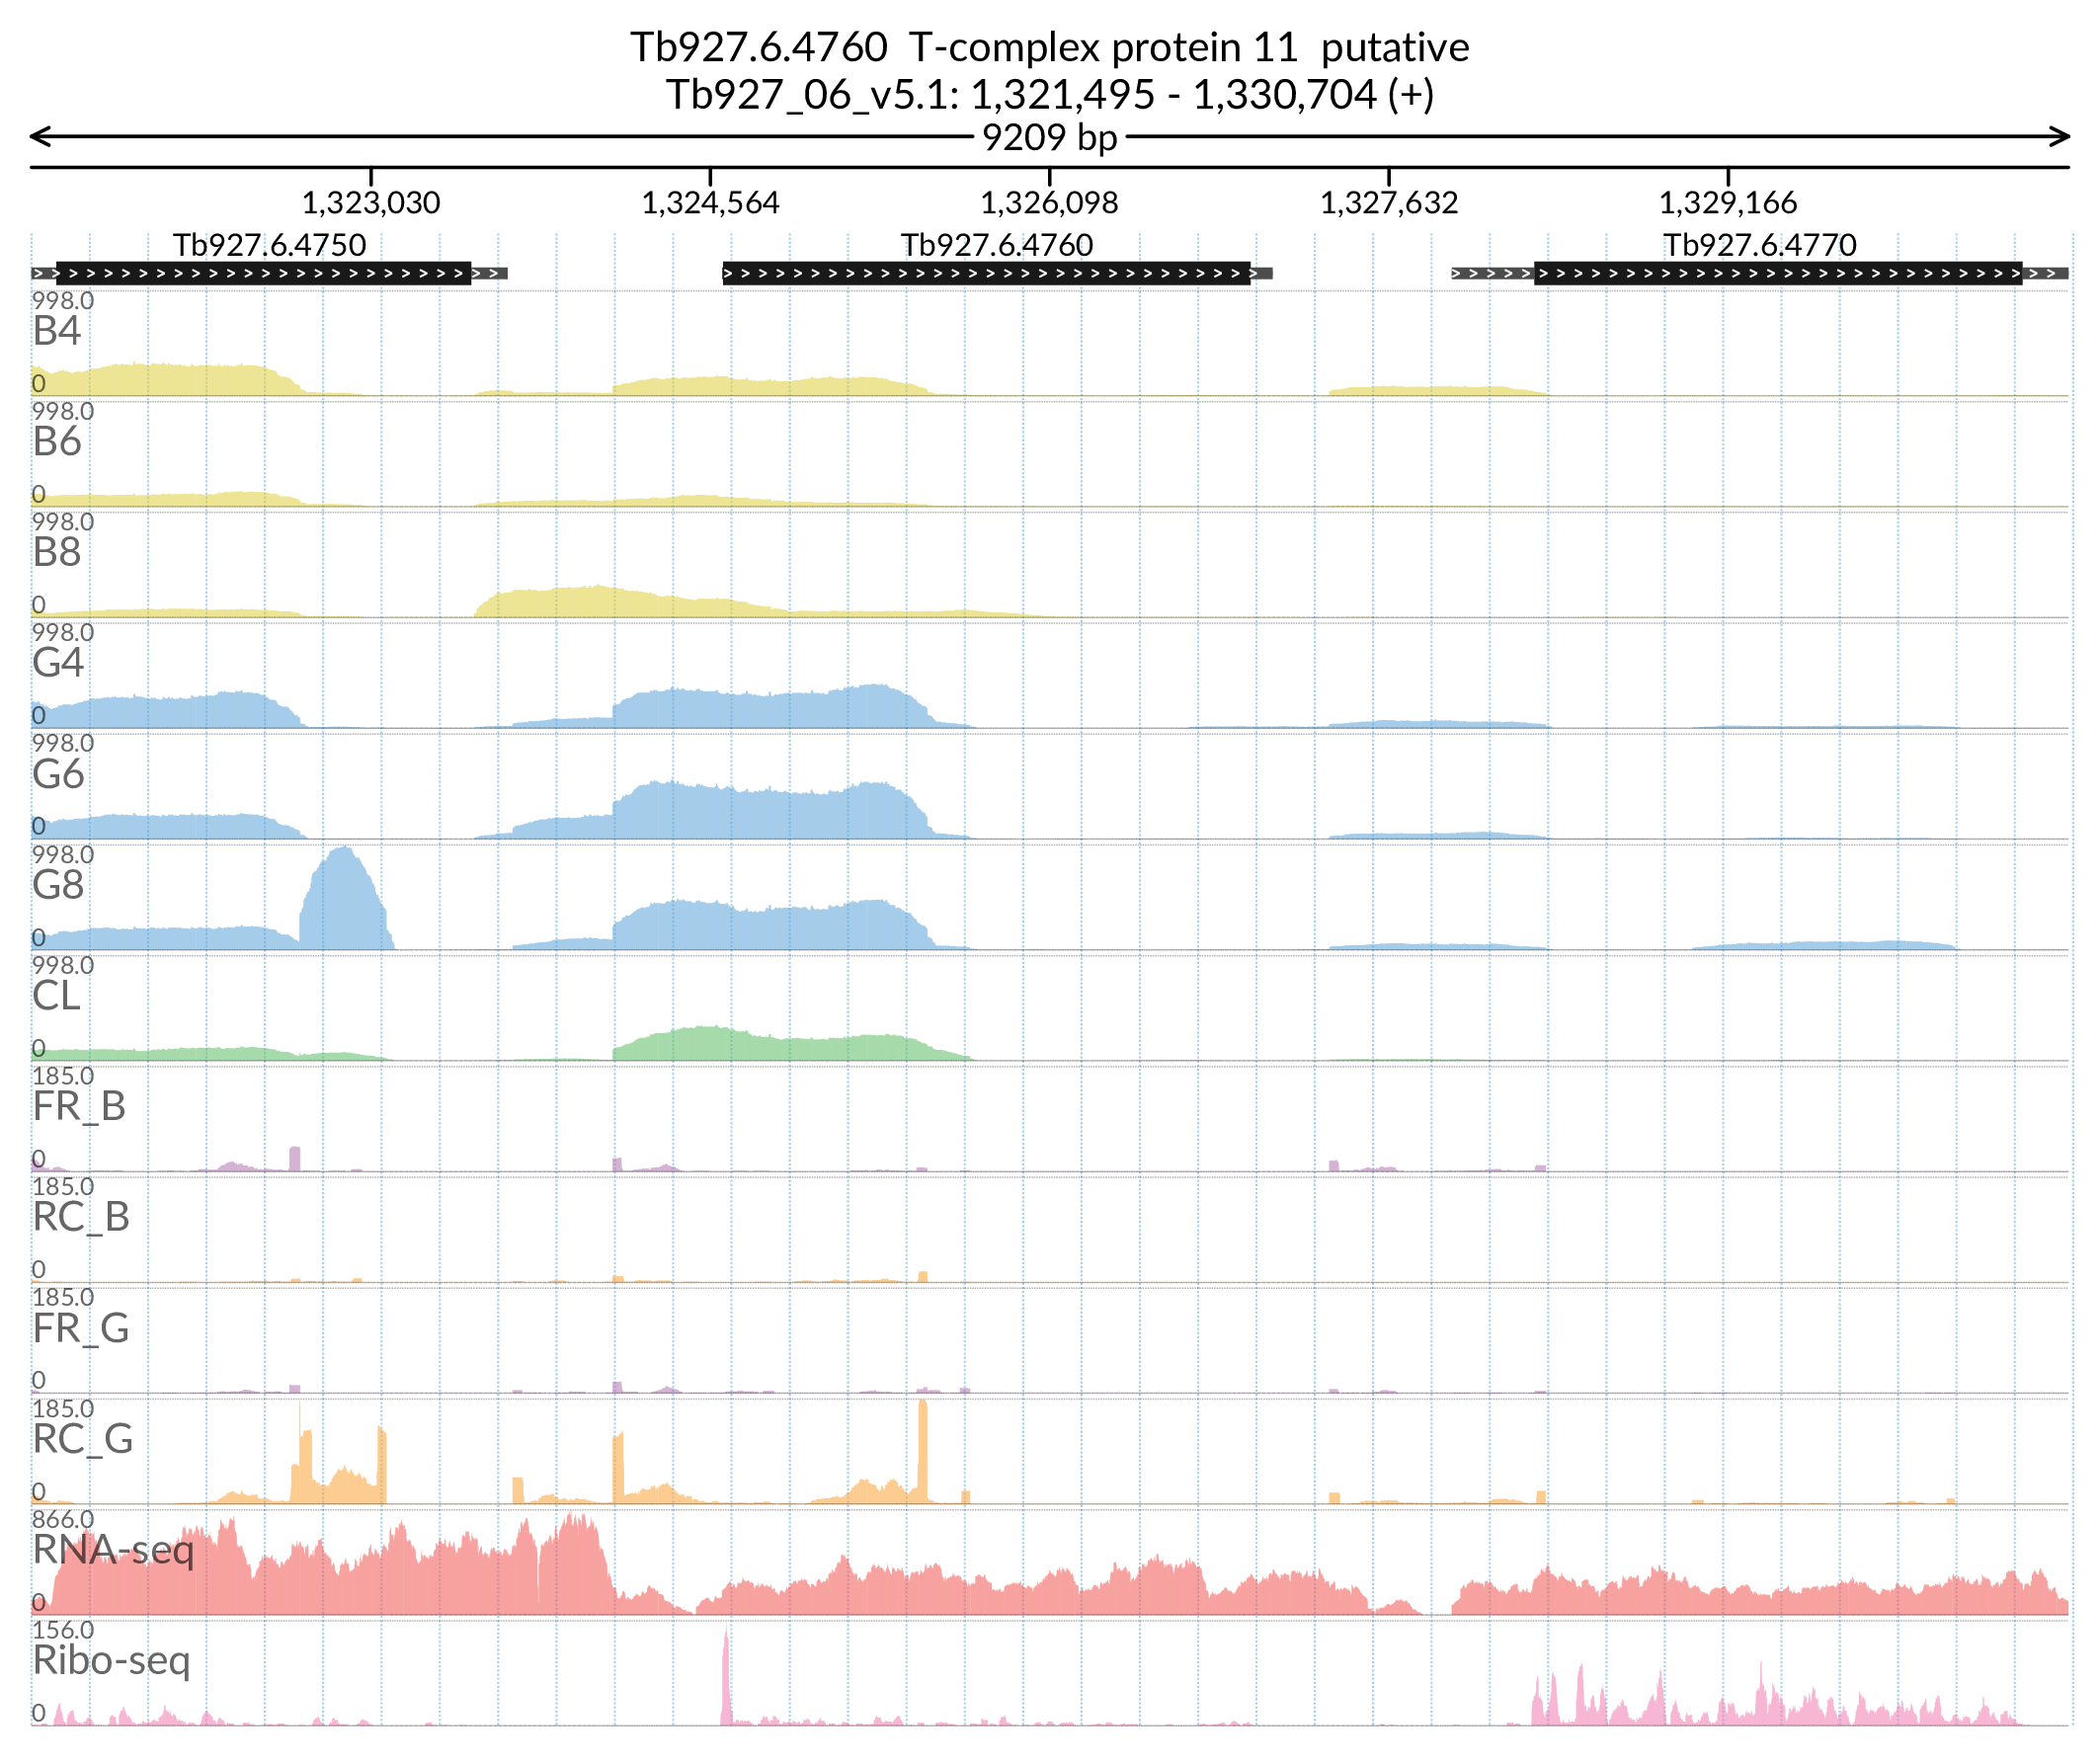 Tb927.6.4760  T-complex protein 11  putative
Tb927_06_v5.1: 1,321,495 - 1,330,704 (+)
9209 bp
1,323,030 1,324,564 1,326,098 1,327,632 1,329,166
Tb927.6.4750 Tb927.6.4760 Tb927.6.4770
998.0
B4
0
998.0
B6
0
998.0
B8
0
998.0
G4
0
998.0
G6
0
998.0
G8
0
998.0
CL
0
185.0
FR_B
0
185.0
RC_B
0
185.0
FR_G
0
185.0
RC_G
0
866.0
RNA-seq
0
156.0
Ribo-seq
0